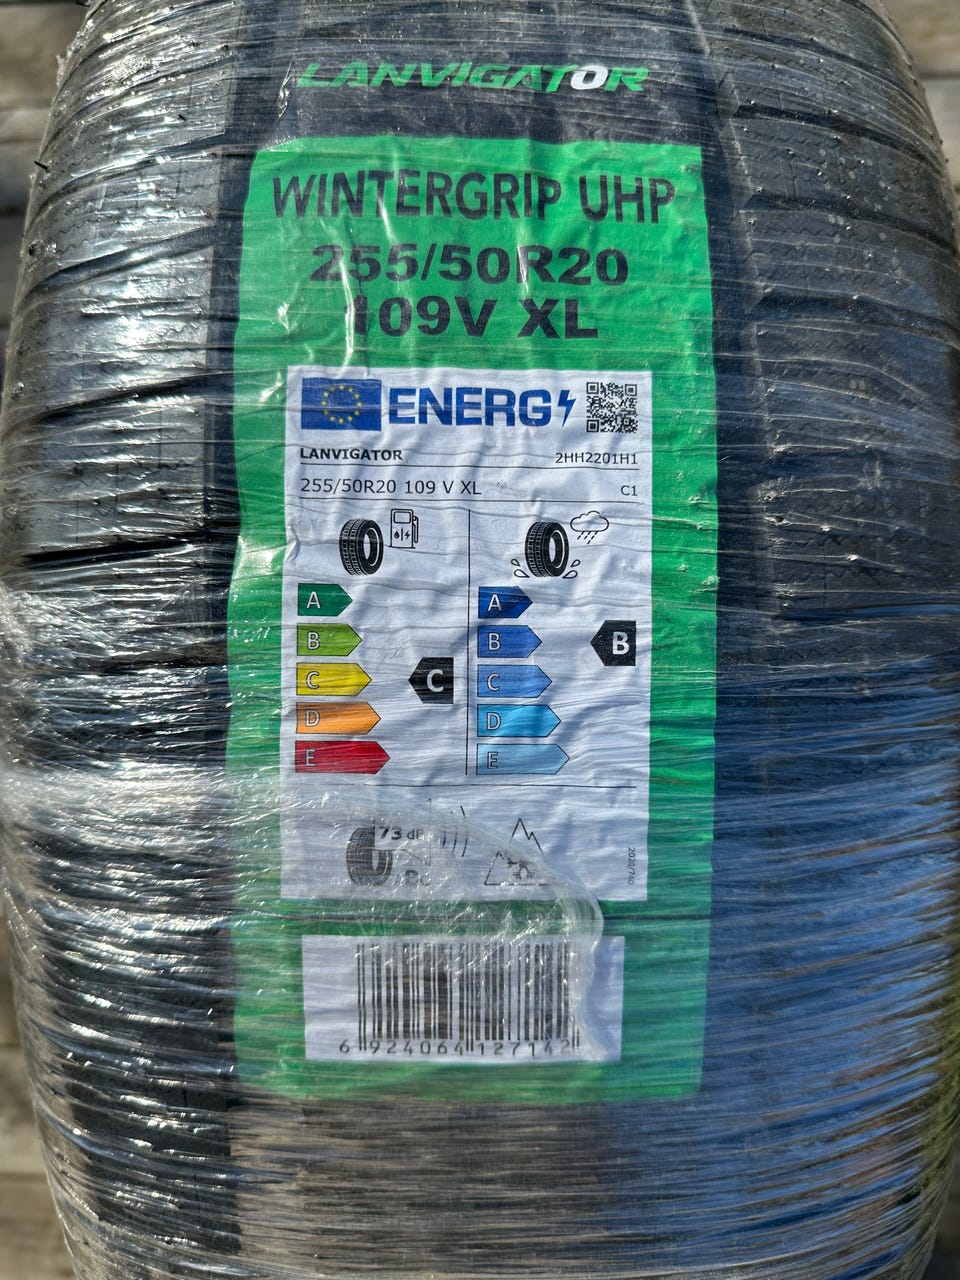 LANVIGATOR
WINTERGRIP UHP
255/50R20
109V XL
ENERG
LANVIGATOR 2HH2201H1
255/50R20 109 V XL C1
A A
B B B
C C C
D D
E E
73 dB
2020/740
6 924064 127142